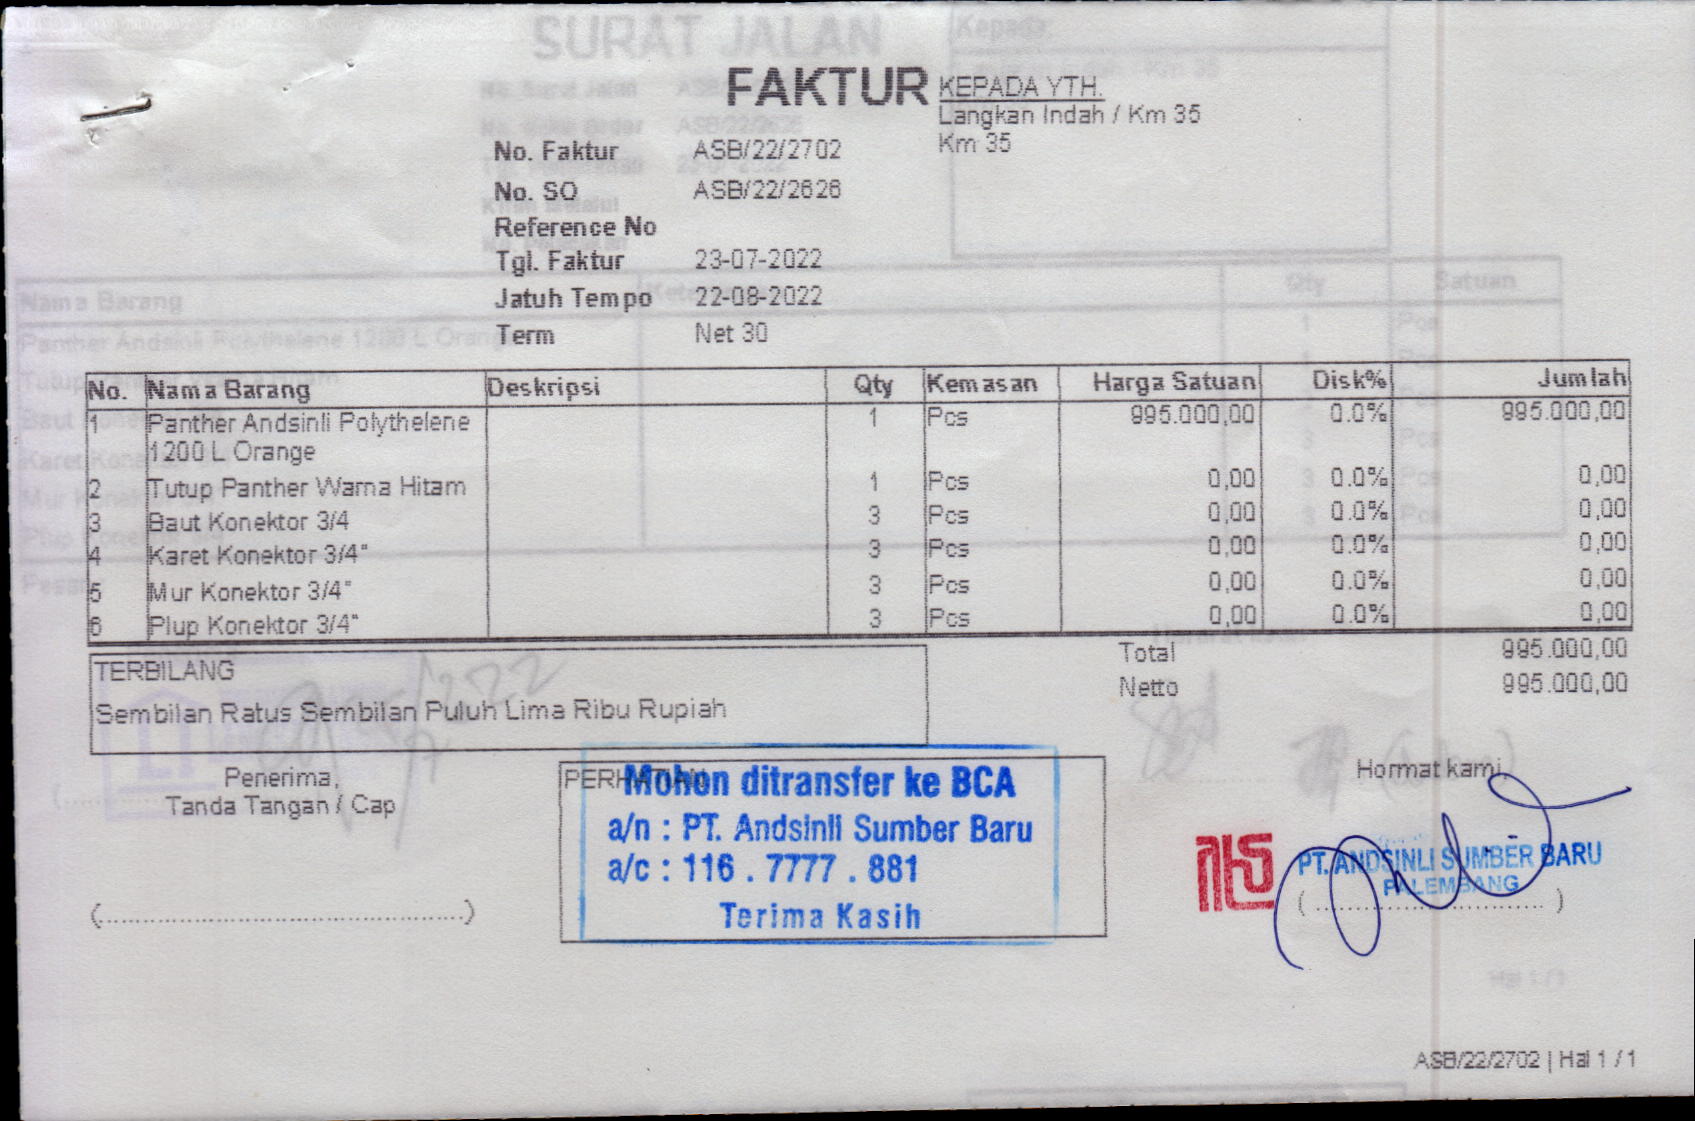 SURAT JALAN
Kepada:
FAKTUR
KEPADA YTH.
Langkan Indah / Km 35
Km 35
No. Faktur ASB/22/2702
No. SO ASB/22/2626
Reference No
Tgl. Faktur 23-07-2022
Jatuh Tempo 22-08-2022
Term Net 30
No. Nama Barang Deskripsi Qty Kemasan Harga Satuan Disk% Jumlah
1 Panther Andsinli Polythelene 1 Pcs 995.000,00 0.0% 995.000,00
1200 L Orange
2 Tutup Panther Warna Hitam 1 Pcs 0,00 0.0% 0,00
3 Baut Konektor 3/4 3 Pcs 0,00 0.0% 0,00
4 Karet Konektor 3/4" 3 Pcs 0,00 0.0% 0,00
5 Mur Konektor 3/4" 3 Pcs 0,00 0.0% 0,00
6 Plup Konektor 3/4" 3 Pcs 0,00 0.0% 0,00
Total 995.000,00
Netto 995.000,00
TERBILANG
Sembilan Ratus Sembilan Puluh Lima Ribu Rupiah
Penerima,
Tanda Tangan / Cap
(....................................................)
PERHATIAN
Mohon ditransfer ke BCA
a/n : PT. Andsinli Sumber Baru
a/c : 116 . 7777 . 881
Terima Kasih
Hormat kami,
PT. ANDSINLI SUMBER BARU
PALEMBANG
(.................................)
ASB/22/2702 | Hal 1 / 1